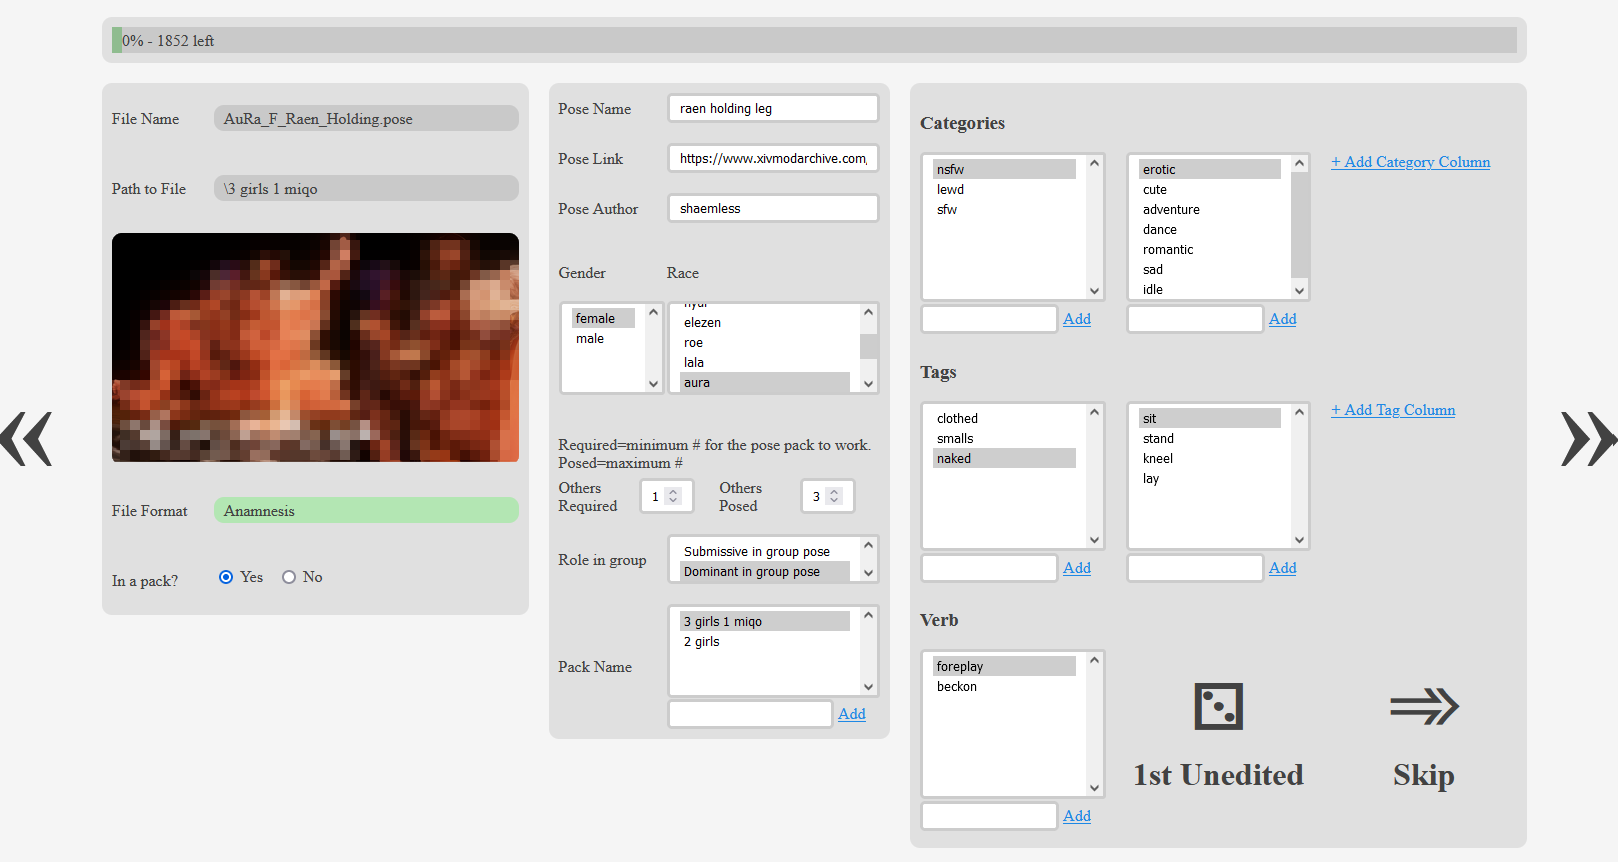 0% - 1852 left
File Name
AuRa_F_Raen_Holding.pose
Path to File
\3 girls 1 miqo
File Format
Anamnesis
In a pack?
Yes
No
Pose Name
raen holding leg
Pose Link
https://www.xivmodarchive.com,
Pose Author
shaemless
Gender
Race
female
male
elezen
roe
lala
aura
Required=minimum # for the pose pack to work.
Posed=maximum #
Others
Required
1
Others
Posed
3
Role in group
Submissive in group pose
Dominant in group pose
Pack Name
3 girls 1 miqo
2 girls
Add
Categories
nsfw
lewd
sfw
Add
erotic
cute
adventure
dance
romantic
sad
idle
Add
+ Add Category Column
Tags
clothed
smalls
naked
Add
sit
stand
kneel
lay
Add
+ Add Tag Column
Verb
foreplay
beckon
Add
1st Unedited
Skip